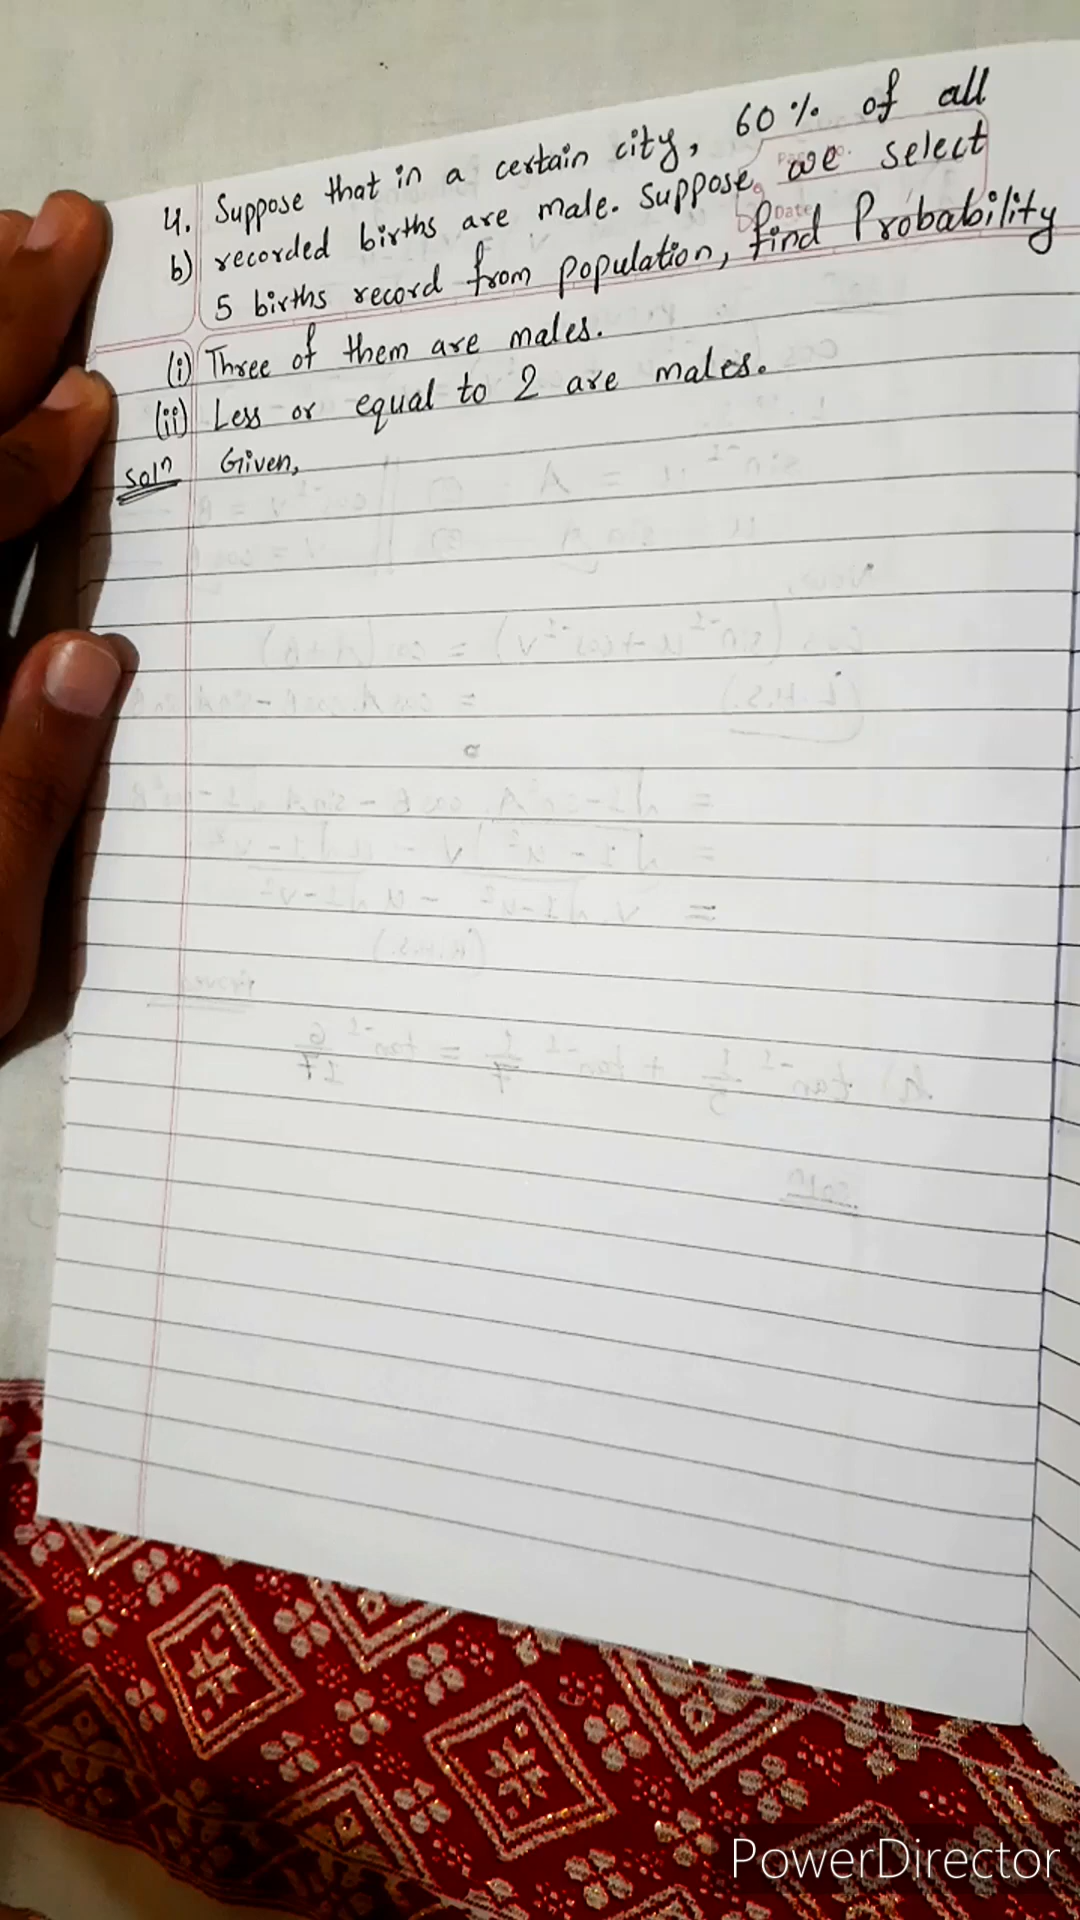 4. Suppose that in a certain city, 60% of all
b) recorded births are male. Suppose, we select
5 births record from population, find Probability
(i) Three of them are males.
(ii) Less or equal to 2 are males.
Solⁿ Given,
PowerDirector